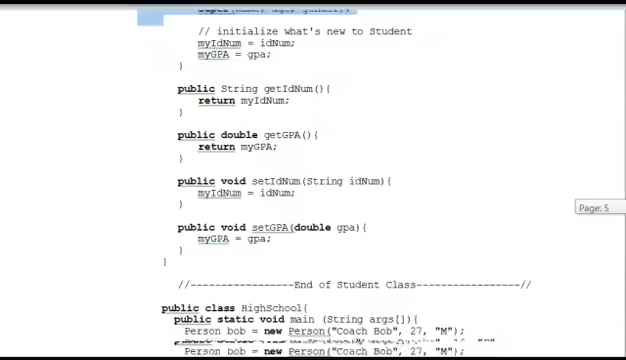 // initialize what's new to Student
myIdNum = idNum;
myGPA = gpa;
}
public String getIdNum(){
return myIdNum;
}
public double getGPA(){
return myGPA;
}
public void setIdNum(String idNum){
myIdNum = idNum;
}
public void setGPA(double gpa){
myGPA = gpa;
}
}
Page: 5
//-----------------End of Student Class-----------------//
public class HighSchool{
public static void main (String args[]){
Person bob = new Person("Coach Bob", 27, "M");
Person bob = new Person("Coach Bob", 27, "M");